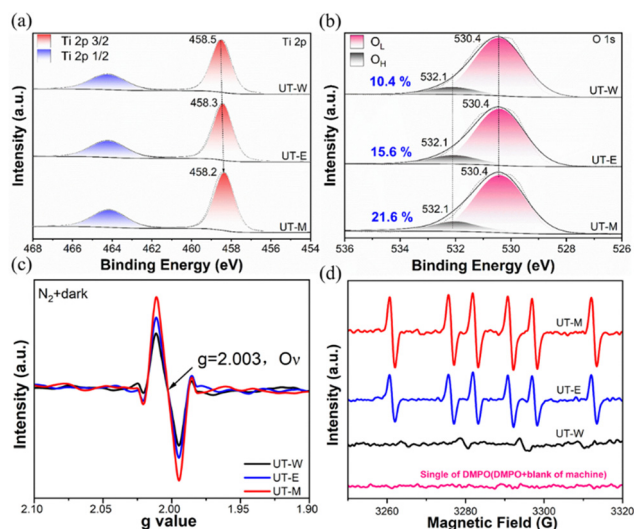 (a)
Ti 2p 3/2
Ti 2p 1/2
458.5
Ti 2p
UT-W
458.3
UT-E
458.2
UT-M
Intensity (a.u.)
468 466 464 462 460 458 456 454
Binding Energy (eV)
(b)
O_L
O_H
530.4
O 1s
532.1
10.4 %
UT-W
530.4
532.1
15.6 %
UT-E
530.4
532.1
21.6 %
UT-M
Intensity (a.u.)
536 534 532 530 528 526
Binding Energy (eV)
(c)
N2+dark
g=2.003, Ov
UT-W
UT-E
UT-M
Intensity (a.u.)
2.10 2.05 2.00 1.95 1.90
g value
(d)
UT-M
UT-E
UT-W
Single of DMPO(DMPO+blank of machine)
Intensity (a.u.)
3260 3280 3300 3320
Magnetic Field (G)